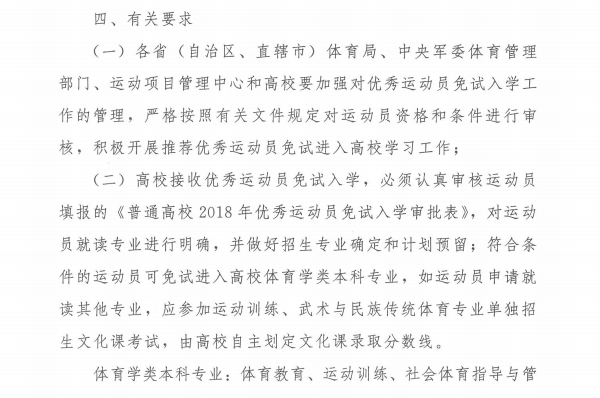 四、有关要求
（一）各省（自治区、直辖市）体育局、中央军委体育管理
部门、运动项目管理中心和高校要加强对优秀运动员免试入学工
作的管理，严格按照有关文件规定对运动员资格和条件进行审
核，积极开展推荐优秀运动员免试进入高校学习工作；
（二）高校接收优秀运动员免试入学，必须认真审核运动员
填报的《普通高校 2018 年优秀运动员免试入学审批表》，对运动
员就读专业进行明确，并做好招生专业确定和计划预留；符合条
件的运动员可免试进入高校体育学类本科专业，如运动员申请就
读其他专业，应参加运动训练、武术与民族传统体育专业单独招
生文化课考试，由高校自主划定文化课录取分数线。
体育学类本科专业：体育教育、运动训练、社会体育指导与管